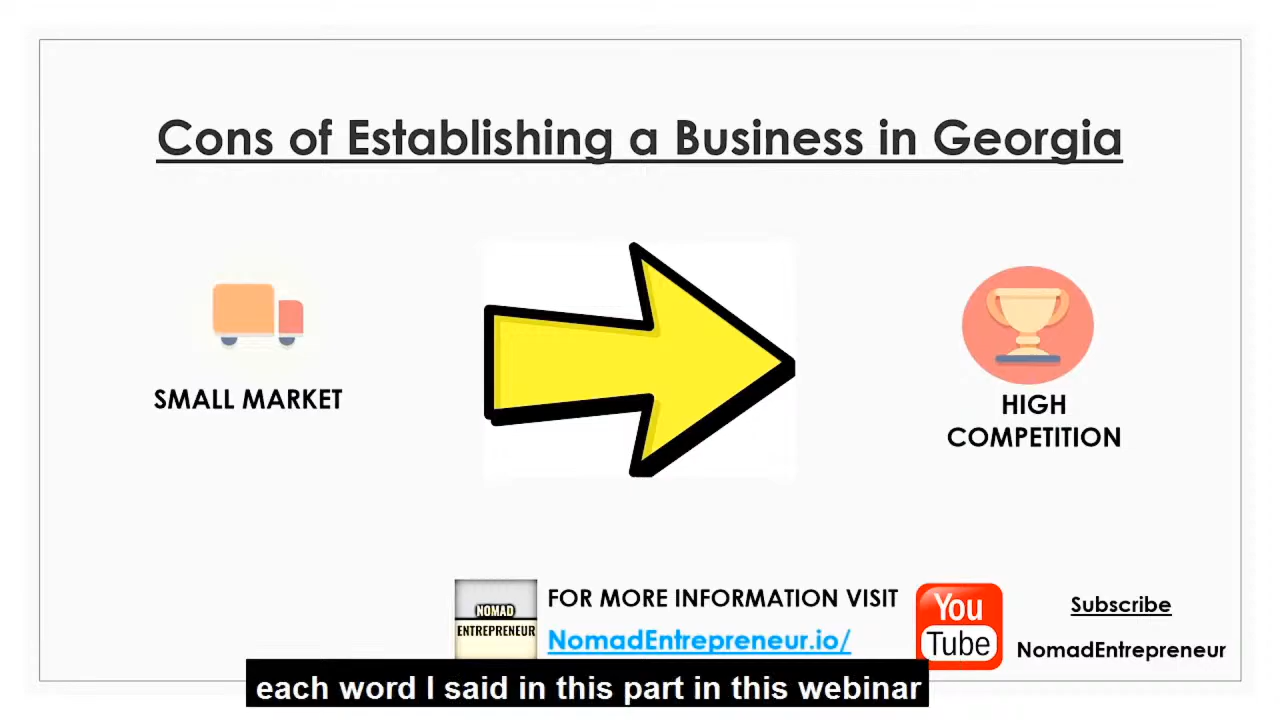 Cons of Establishing a Business in Georgia
SMALL MARKET
HIGH
COMPETITION
NOMAD
ENTREPRENEUR
FOR MORE INFORMATION VISIT
NomadEntrepreneur.io/
You
Tube
Subscribe
NomadEntrepreneur
each word I said in this part in this webinar